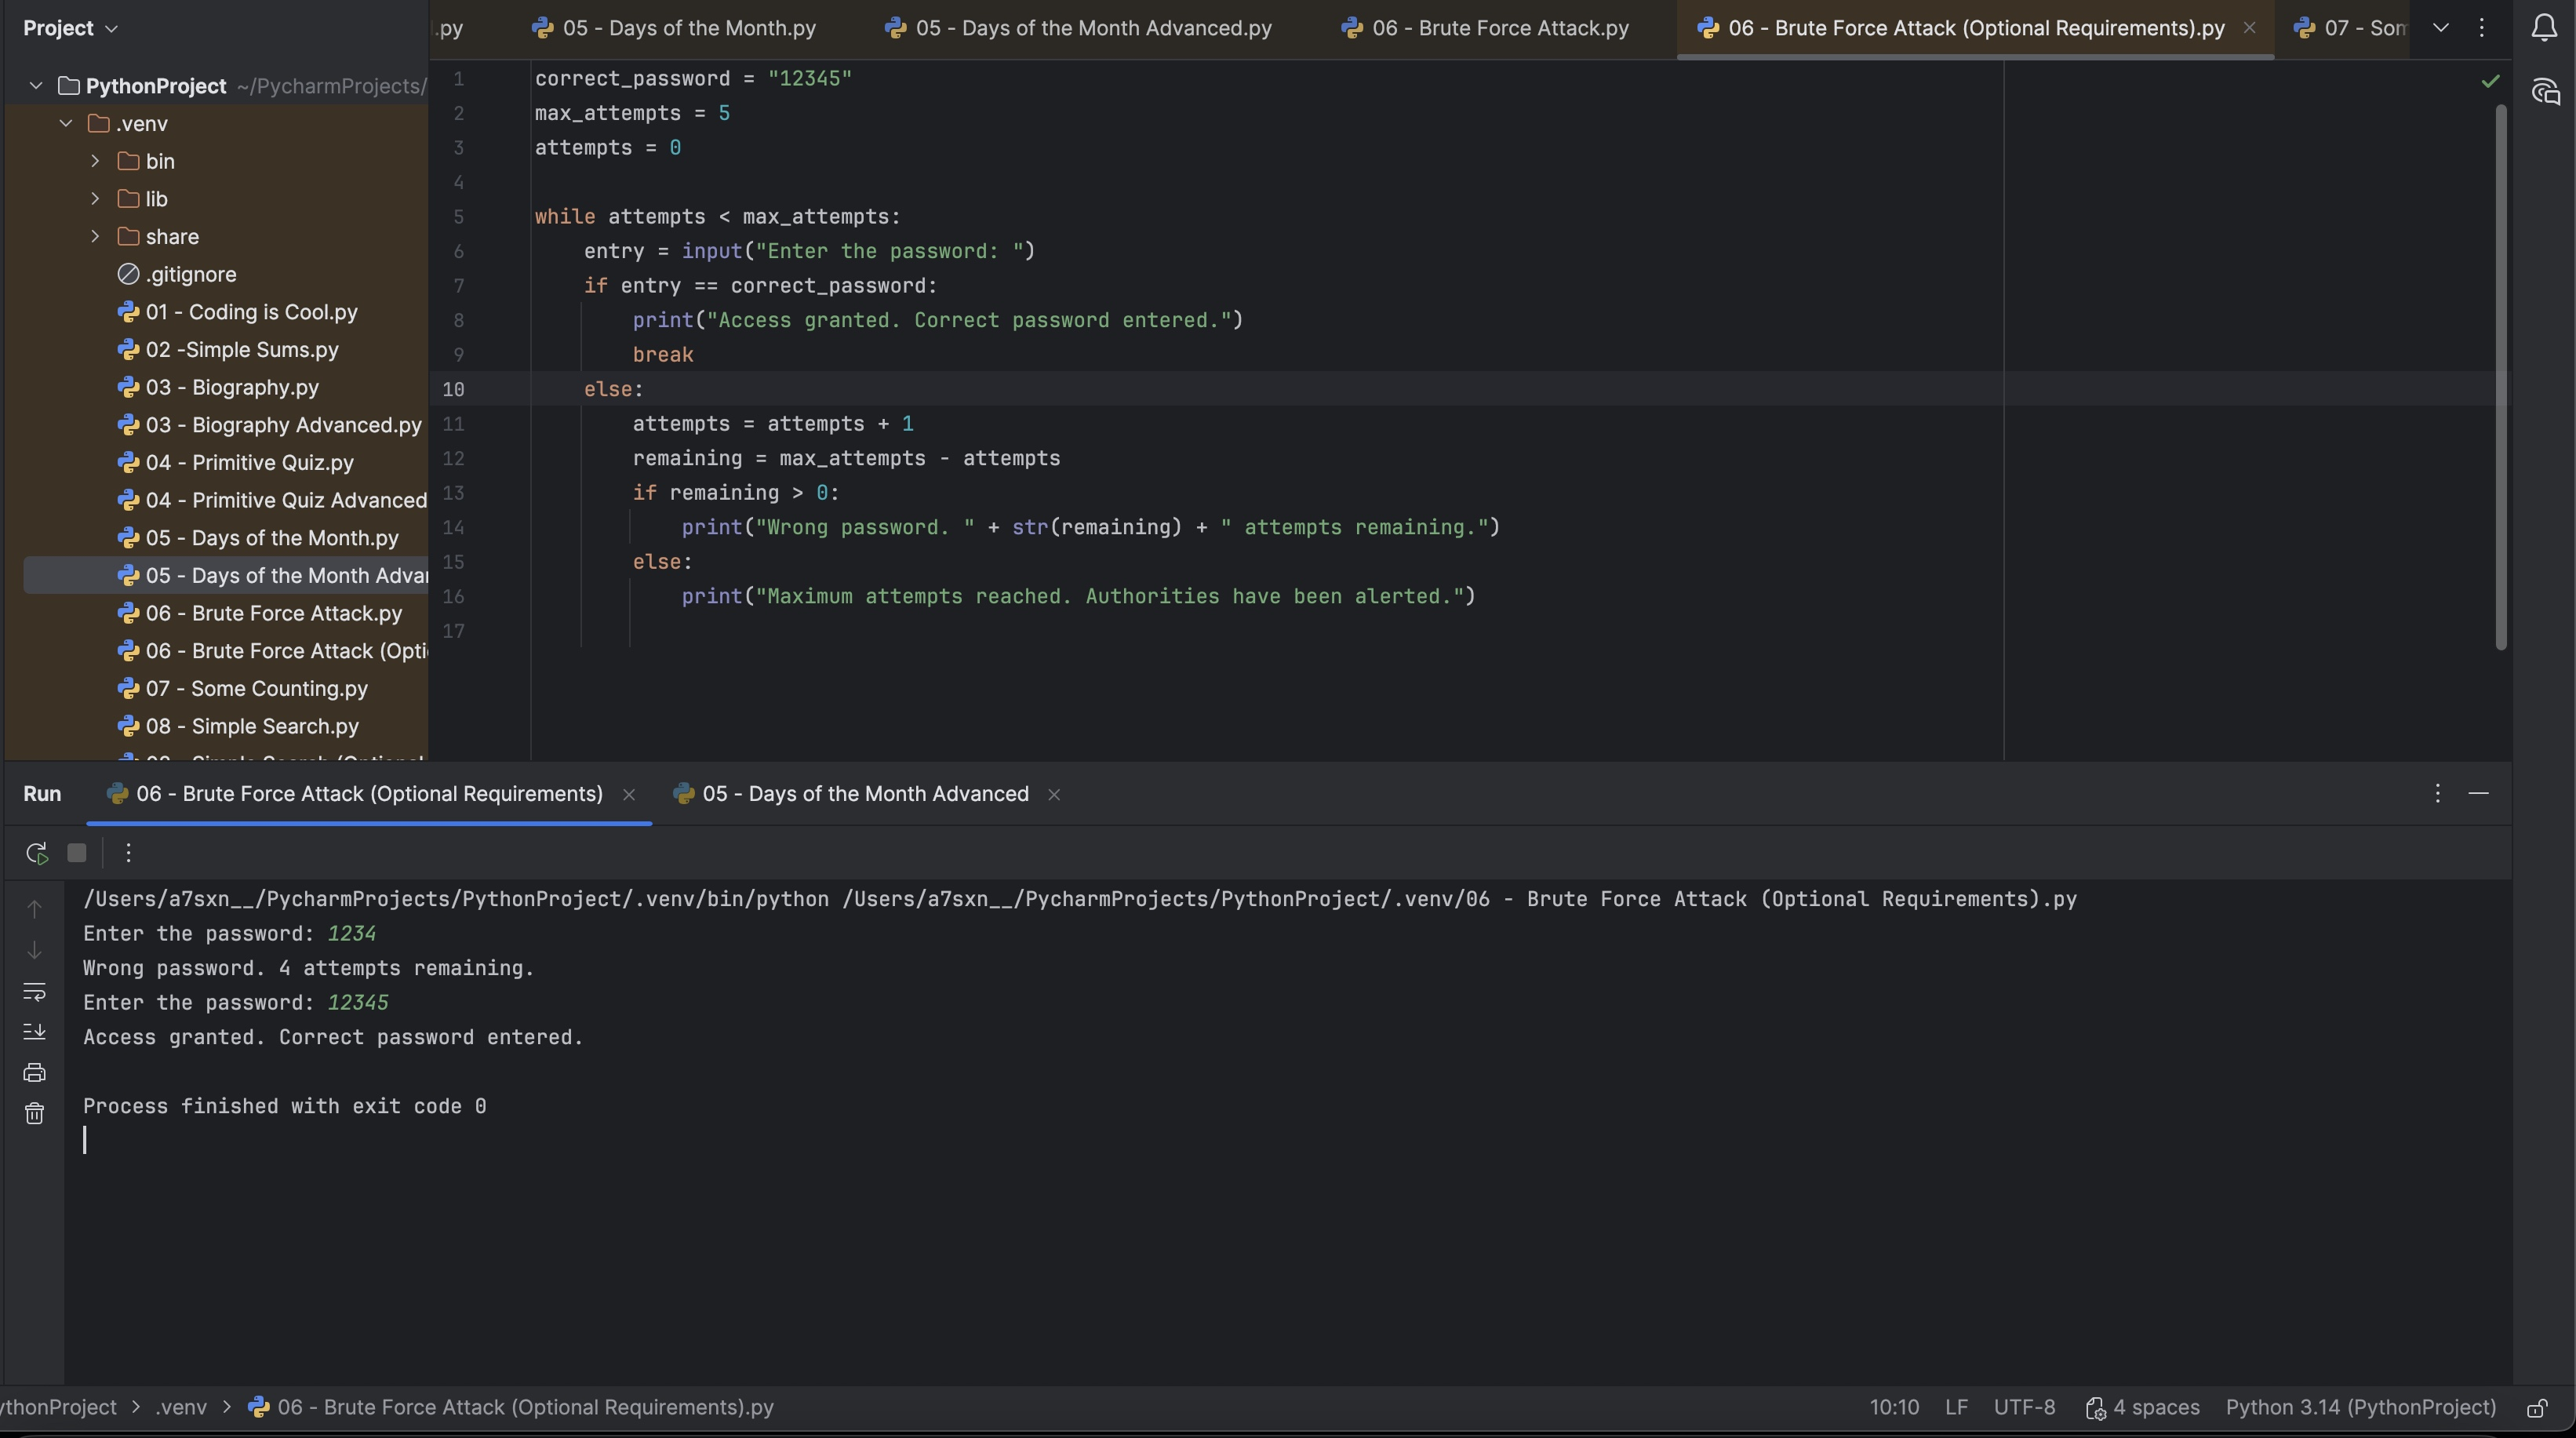 Project
PythonProject ~/PycharmProjects/
.venv
bin
lib
share
.gitignore
01 - Coding is Cool.py
02 -Simple Sums.py
03 - Biography.py
03 - Biography Advanced.py
04 - Primitive Quiz.py
04 - Primitive Quiz Advanced
05 - Days of the Month.py
05 - Days of the Month Advar
06 - Brute Force Attack.py
06 - Brute Force Attack (Opti
07 - Some Counting.py
08 - Simple Search.py
.py
05 - Days of the Month.py
05 - Days of the Month Advanced.py
06 - Brute Force Attack.py
06 - Brute Force Attack (Optional Requirements).py
07 - Som
1 correct_password = "12345"
2 max_attempts = 5
3 attempts = 0
4
5 while attempts < max_attempts:
6 entry = input("Enter the password: ")
7 if entry == correct_password:
8 print("Access granted. Correct password entered.")
9 break
10 else:
11 attempts = attempts + 1
12 remaining = max_attempts - attempts
13 if remaining > 0:
14 print("Wrong password. " + str(remaining) + " attempts remaining.")
15 else:
16 print("Maximum attempts reached. Authorities have been alerted.")
17
Run
06 - Brute Force Attack (Optional Requirements)
05 - Days of the Month Advanced
/Users/a7sxn__/PycharmProjects/PythonProject/.venv/bin/python /Users/a7sxn__/PycharmProjects/PythonProject/.venv/06 - Brute Force Attack (Optional Requirements).py
Enter the password: 1234
Wrong password. 4 attempts remaining.
Enter the password: 12345
Access granted. Correct password entered.
Process finished with exit code 0
ythonProject > .venv > 06 - Brute Force Attack (Optional Requirements).py
10:10 LF UTF-8 4 spaces Python 3.14 (PythonProject)